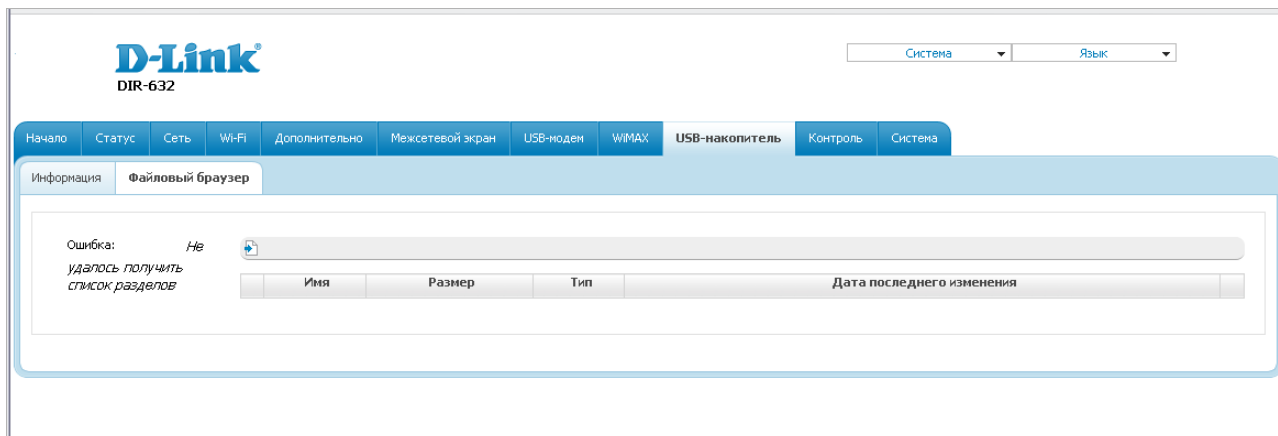 D-Link®
DIR-632
Система Язык
Начало Статус Сеть Wi-Fi Дополнительно Межсетевой экран USB-модем WiMAX USB-накопитель Контроль Система
Информация Файловый браузер
Ошибка: Не
удалось получить
список разделов
Имя Размер Тип Дата последнего изменения